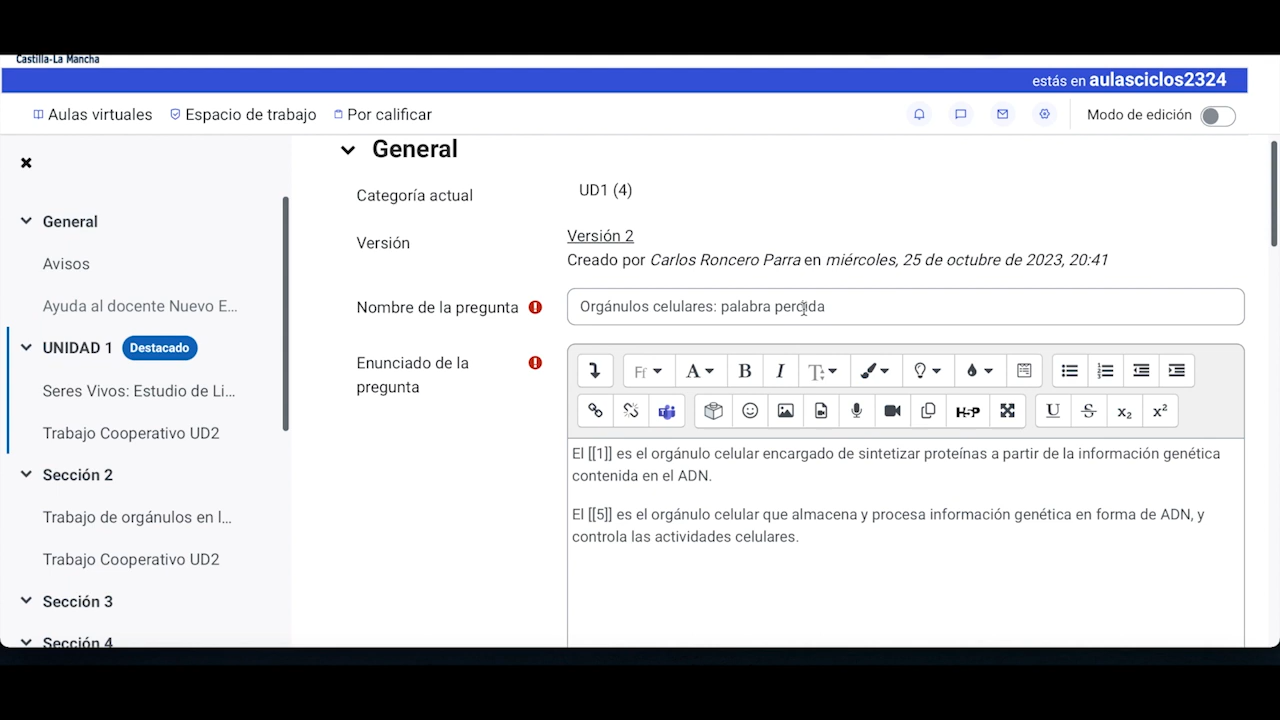 Castilla-La Mancha
estás en aulasciclos2324
Aulas virtuales Espacio de trabajo Por calificar Modo de edición
General
Avisos
Ayuda al docente Nuevo E...
UNIDAD 1 Destacado
Seres Vivos: Estudio de Li...
Trabajo Cooperativo UD2
Sección 2
Trabajo de orgánulos en l...
Trabajo Cooperativo UD2
Sección 3
Sección 4
General
Categoría actual UD1 (4)
Versión Versión 2
Creado por Carlos Roncero Parra en miércoles, 25 de octubre de 2023, 20:41
Nombre de la pregunta Orgánulos celulares: palabra perdida
Enunciado de la
pregunta
Ff A B I T
H-P U S x₂ x²
El [[1]] es el orgánulo celular encargado de sintetizar proteínas a partir de la información genética
contenida en el ADN.
El [[5]] es el orgánulo celular que almacena y procesa información genética en forma de ADN, y
controla las actividades celulares.